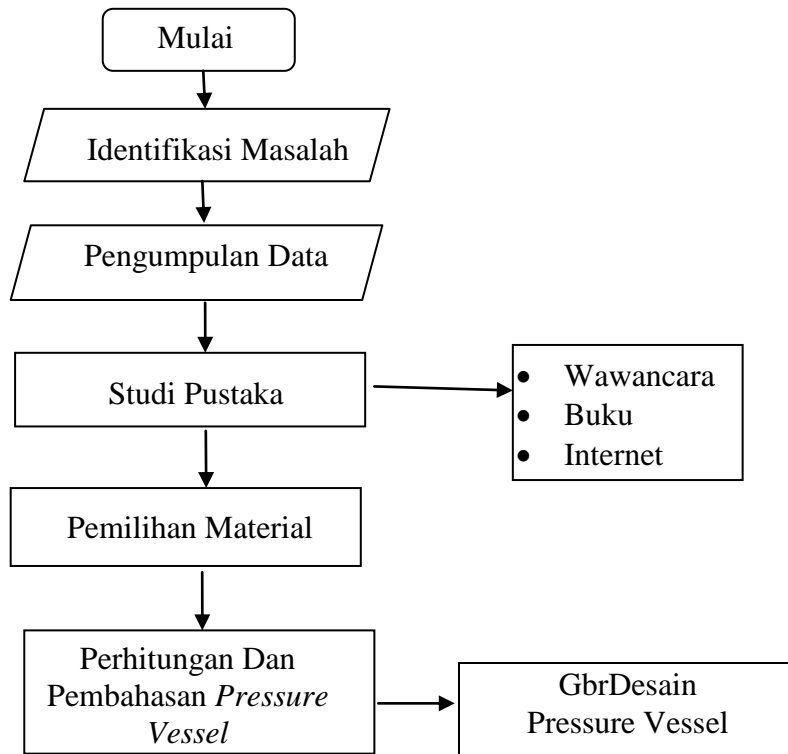 Mulai
Identifikasi Masalah
Pengumpulan Data
Studi Pustaka
• Wawancara
• Buku
• Internet
Pemilihan Material
Perhitungan Dan
Pembahasan Pressure
Vessel
GbrDesain
Pressure Vessel